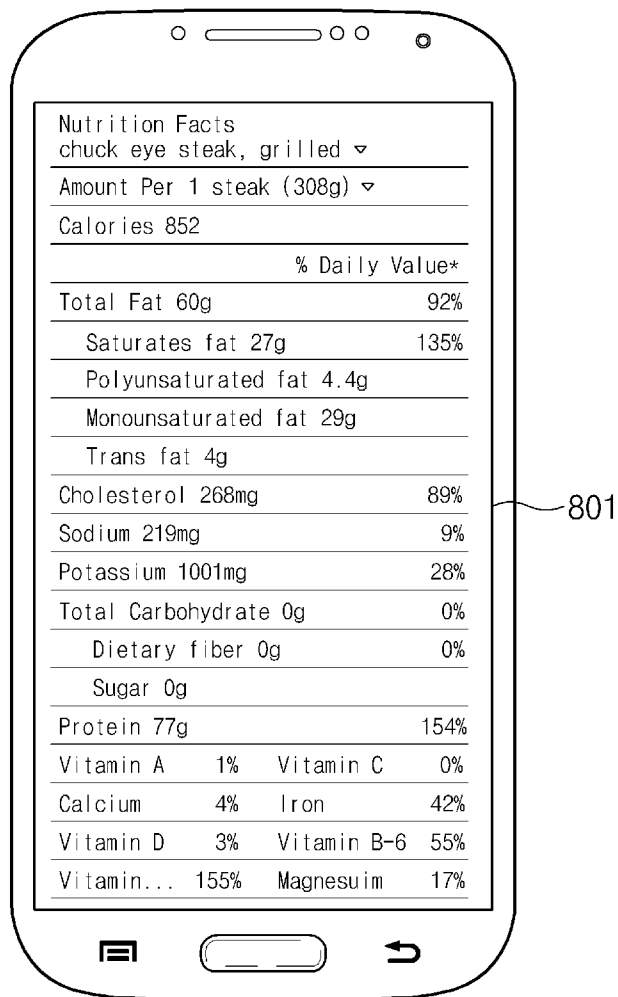 Nutrition Facts
chuck eye steak, grilled ▿
Amount Per 1 steak (308g) ▿
Calories 852
% Daily Value*
Total Fat 60g 92%
Saturates fat 27g 135%
Polyunsaturated fat 4.4g
Monounsaturated fat 29g
Trans fat 4g
Cholesterol 268mg 89%
Sodium 219mg 9%
Potassium 1001mg 28%
Total Carbohydrate 0g 0%
Dietary fiber 0g 0%
Sugar 0g
Protein 77g 154%
Vitamin A 1% Vitamin C 0%
Calcium 4% Iron 42%
Vitamin D 3% Vitamin B-6 55%
Vitamin... 155% Magnesuim 17%
801